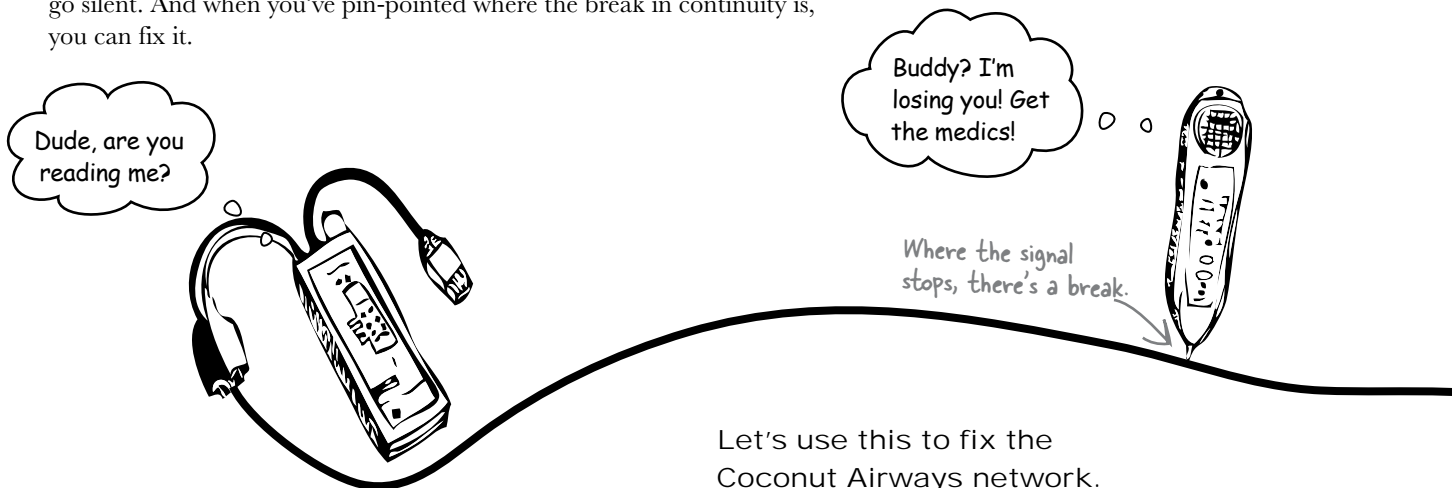 go silent. And when you've pin-pointed where the break in continuity is,
you can fix it.
Dude, are you
reading me?
Buddy? I'm
losing you! Get
the medics!
Where the signal
stops, there's a break.
Let's use this to fix the
Coconut Airways network.